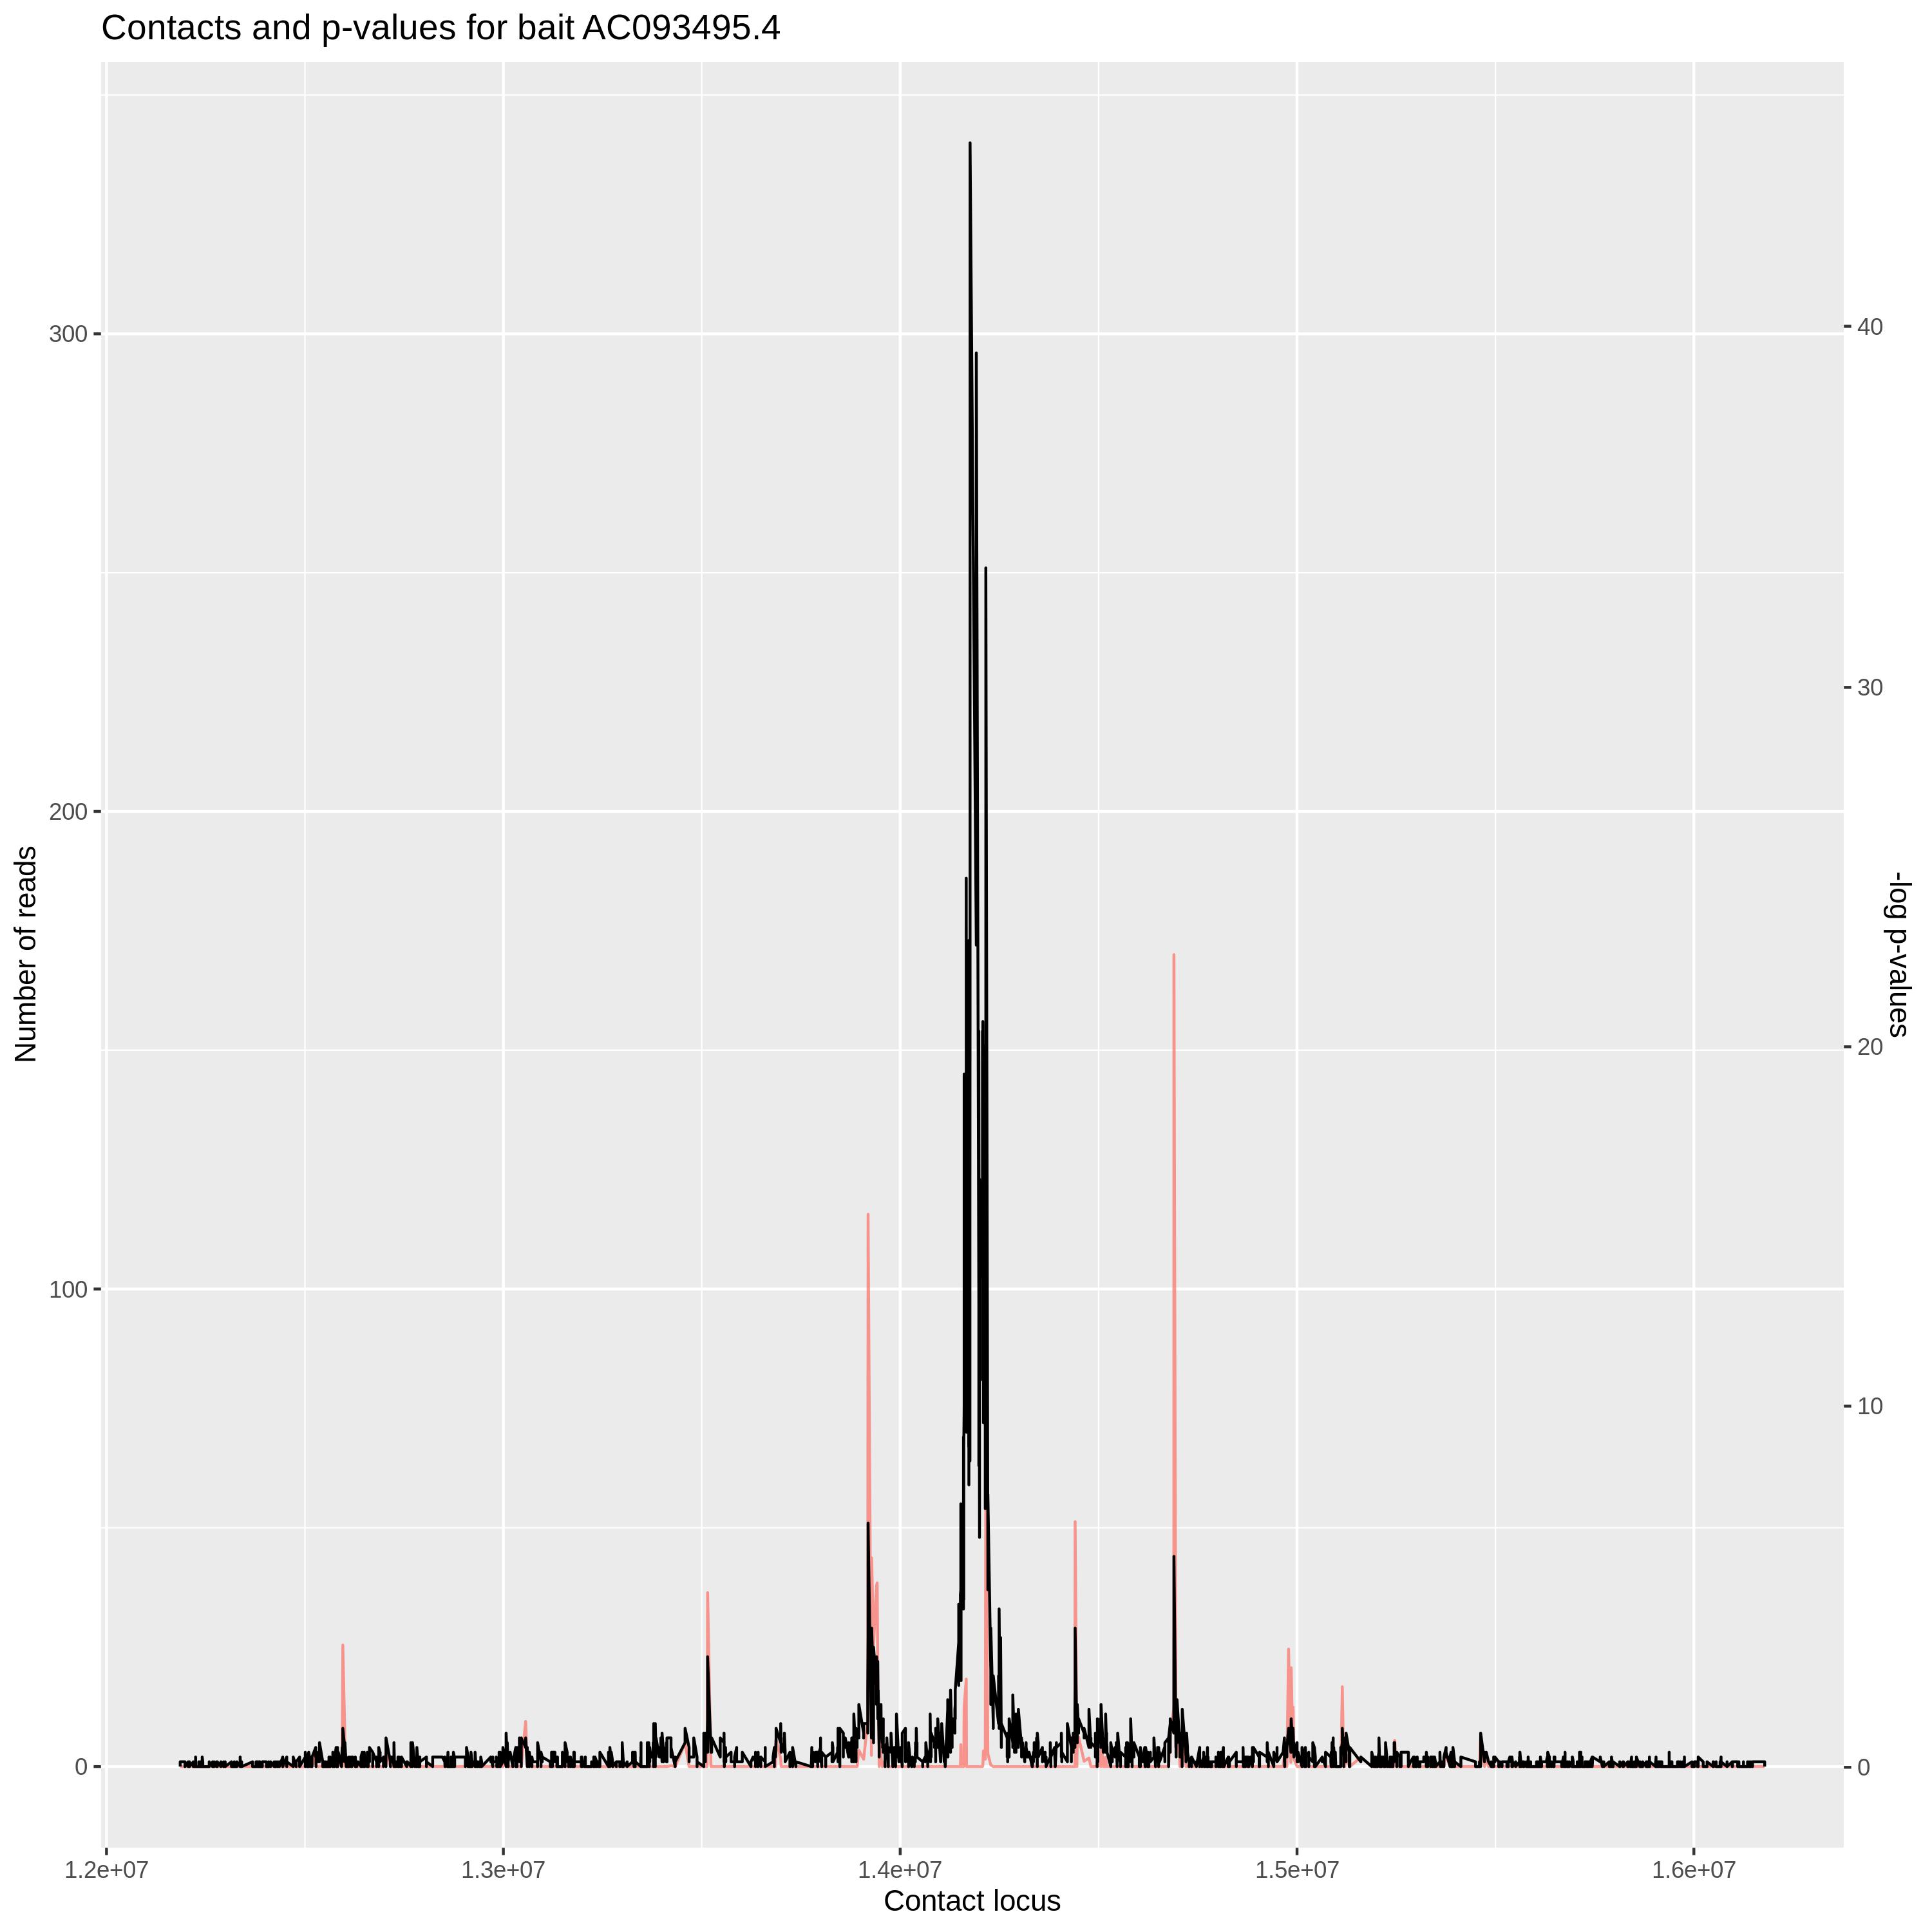 Contacts and p-values for bait AC093495.4
300
200
100
0
Number of reads
40
30
20
10
0
-log p-values
1.2e+07 1.3e+07 1.4e+07 1.5e+07 1.6e+07
Contact locus